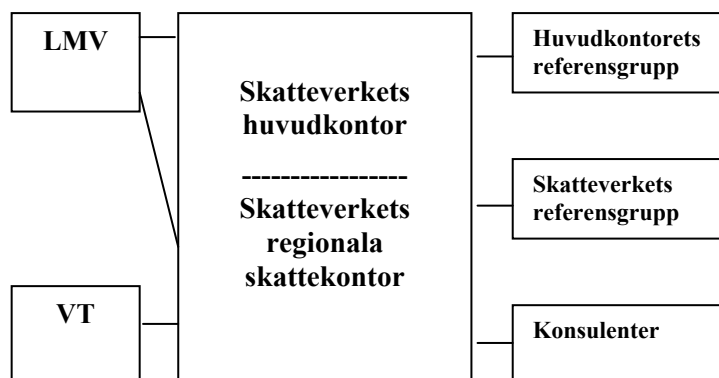 LMV
VT
Skatteverkets
huvudkontor
-----------------
Skatteverkets
regionala
skattekontor
Huvudkontorets
referensgrupp
Skatteverkets
referensgrupp
Konsulenter